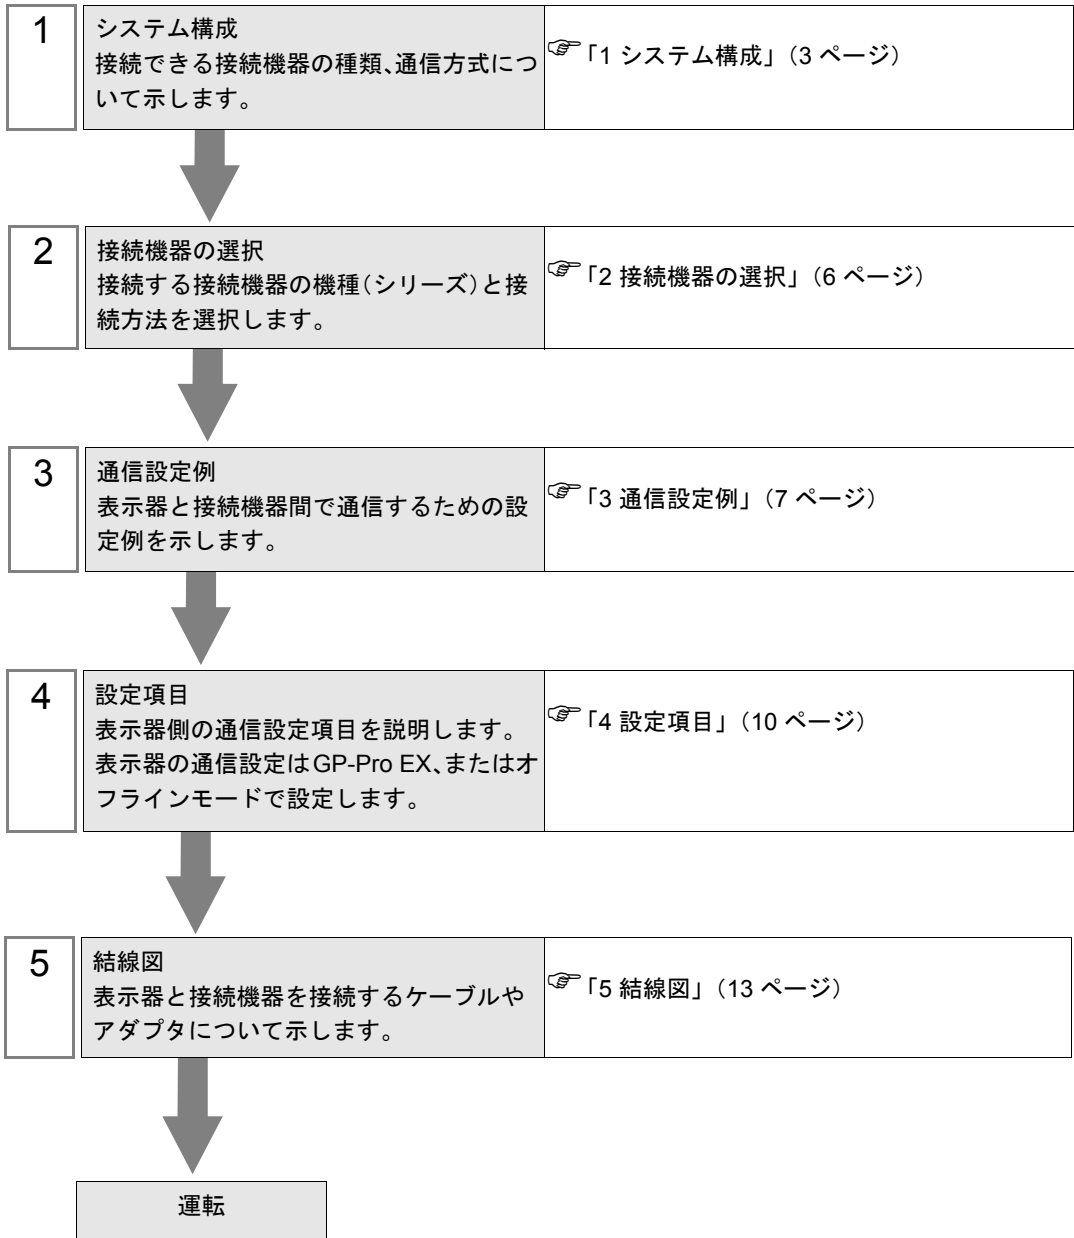 1
システム構成
接続できる接続機器の種類、通信方式につ
いて示します。
☞「1 システム構成」（3 ページ）
2
接続機器の選択
接続する接続機器の機種（シリーズ）と接
続方法を選択します。
☞「2 接続機器の選択」（6 ページ）
3
通信設定例
表示器と接続機器間で通信するための設
定例を示します。
☞「3 通信設定例」（7 ページ）
4
設定項目
表示器側の通信設定項目を説明します。
表示器の通信設定はGP-Pro EX、またはオ
フラインモードで設定します。
☞「4 設定項目」（10 ページ）
5
結線図
表示器と接続機器を接続するケーブルや
アダプタについて示します。
☞「5 結線図」（13 ページ）
運転